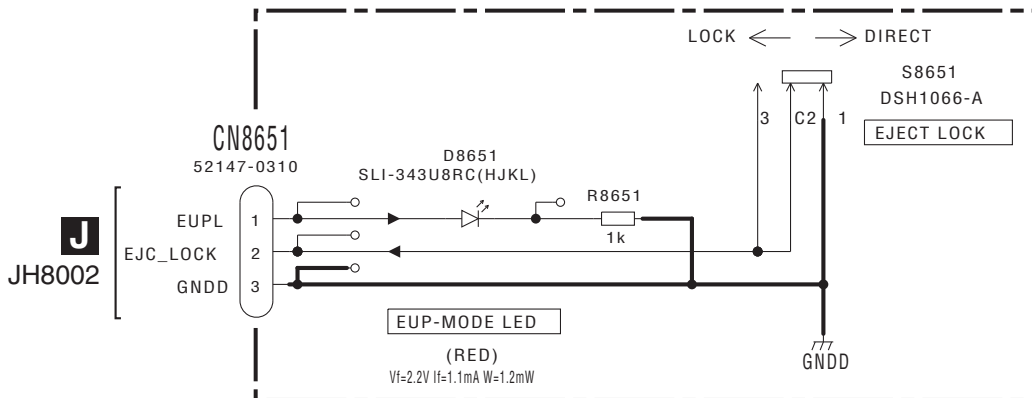 LOCK DIRECT
S8651
DSH1066-A
3 C2 1
EJECT LOCK
CN8651
52147-0310
D8651
SLI-343U8RC(HJKL)
R8651
1k
EUPL 1
EJC_LOCK 2
GNDD 3
J
JH8002
EUP-MODE LED
(RED)
Vf=2.2V If=1.1mA W=1.2mW
GNDD